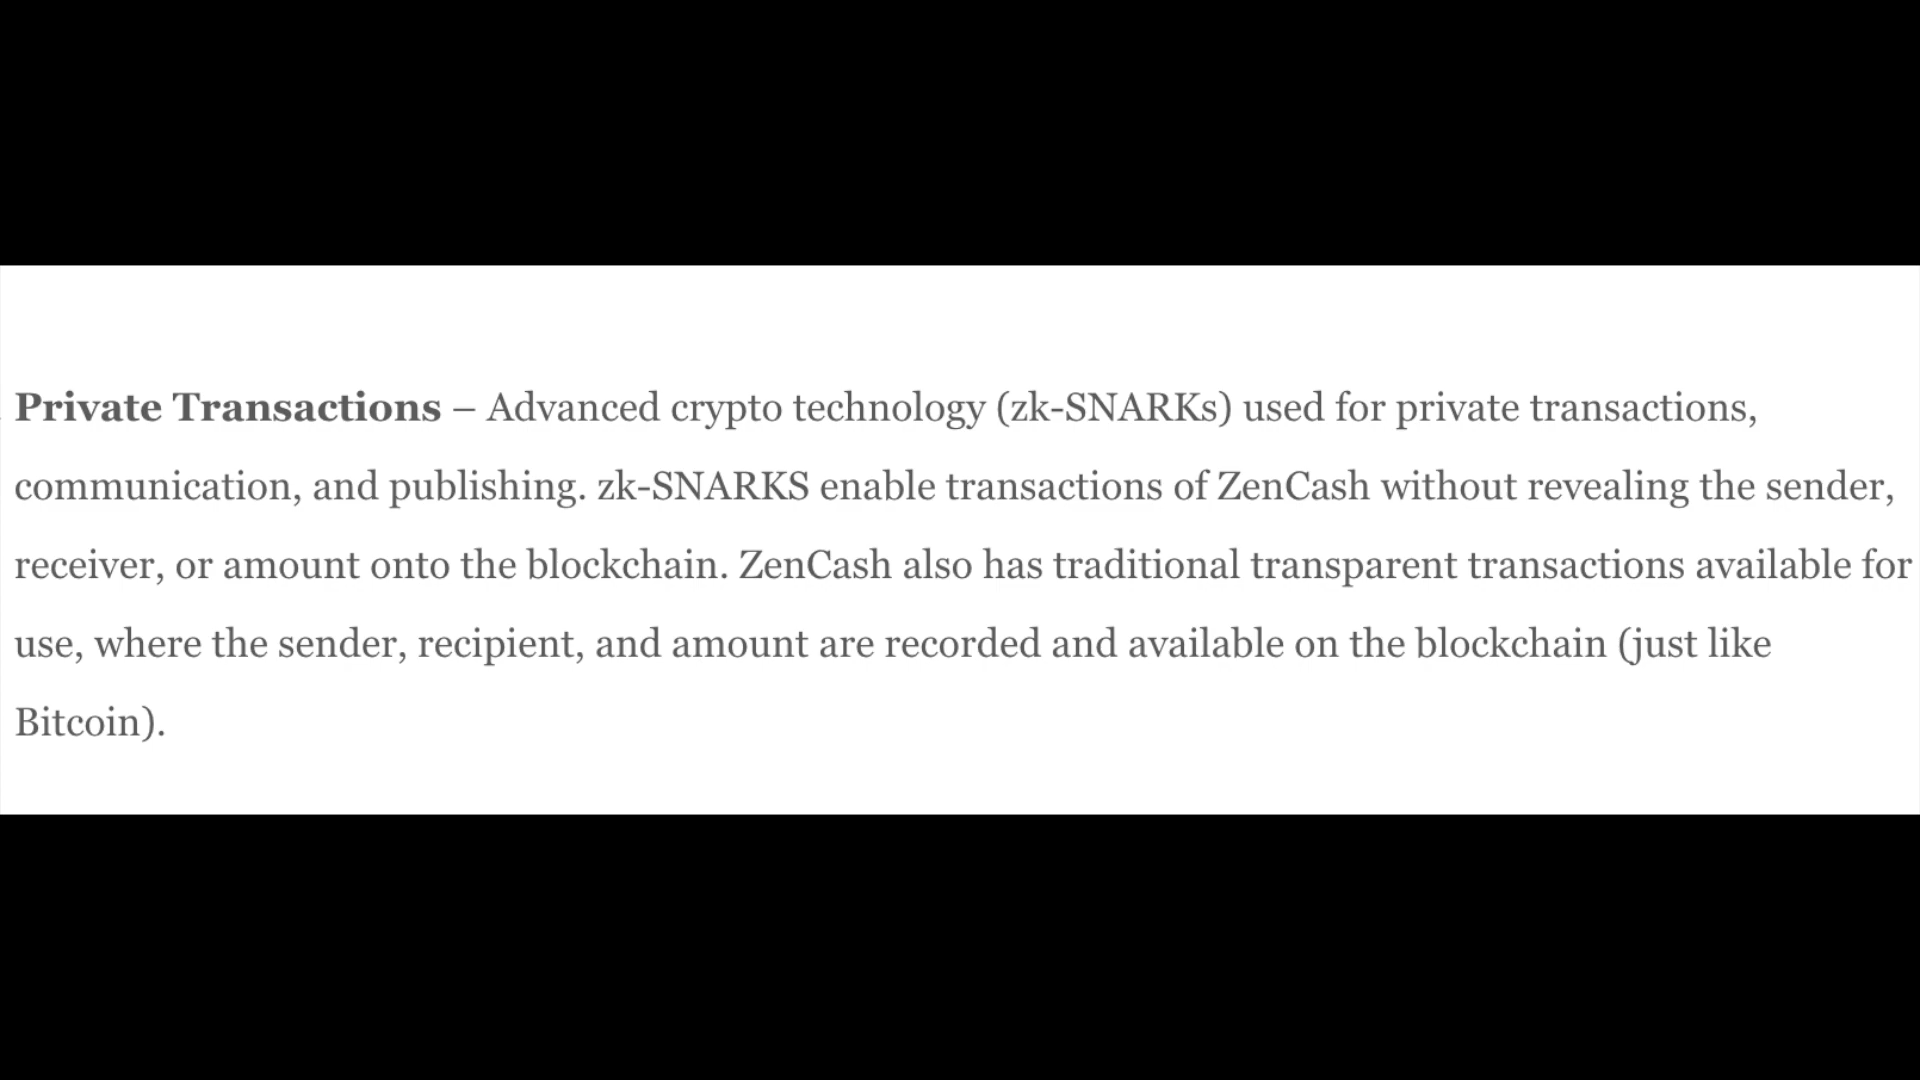 Private Transactions – Advanced crypto technology (zk-SNARKs) used for private transactions,
communication, and publishing. zk-SNARKS enable transactions of ZenCash without revealing the sender,
receiver, or amount onto the blockchain. ZenCash also has traditional transparent transactions available for
use, where the sender, recipient, and amount are recorded and available on the blockchain (just like
Bitcoin).